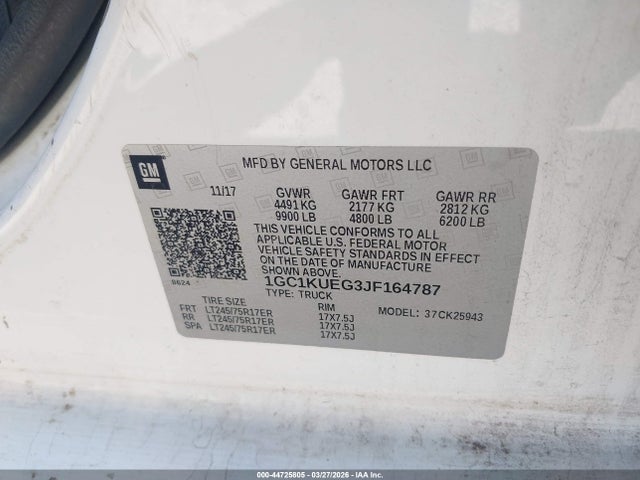 GM
MFD BY GENERAL MOTORS LLC
11/17 GVWR GAWR FRT GAWR RR
4491 KG 2177 KG 2812 KG
9900 LB 4800 LB 6200 LB
THIS VEHICLE CONFORMS TO ALL
APPLICABLE U.S. FEDERAL MOTOR
VEHICLE SAFETY STANDARDS IN EFFECT
ON THE DATE OF MANUFACTURE
SHOWN ABOVE.
1GC1KUEG3JF164787
TYPE: TRUCK
MODEL: 37CK25943
TIRE SIZE RIM
FRT LT245/75R17ER 17X7.5J
RR LT245/75R17ER 17X7.5J
SPA LT245/75R17ER 17X7.5J
000-44725805 - 03/27/2026 - IAAI.COM